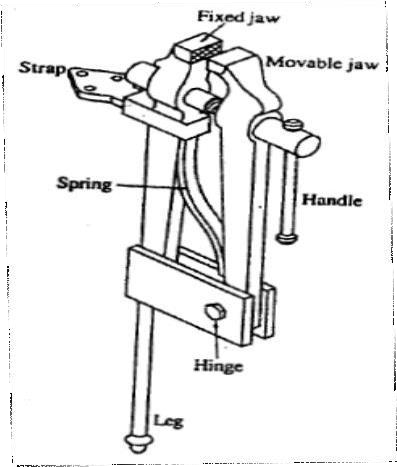 Fixed jaw
Strap
Movable jaw
Spring
Handle
Hinge
Leg